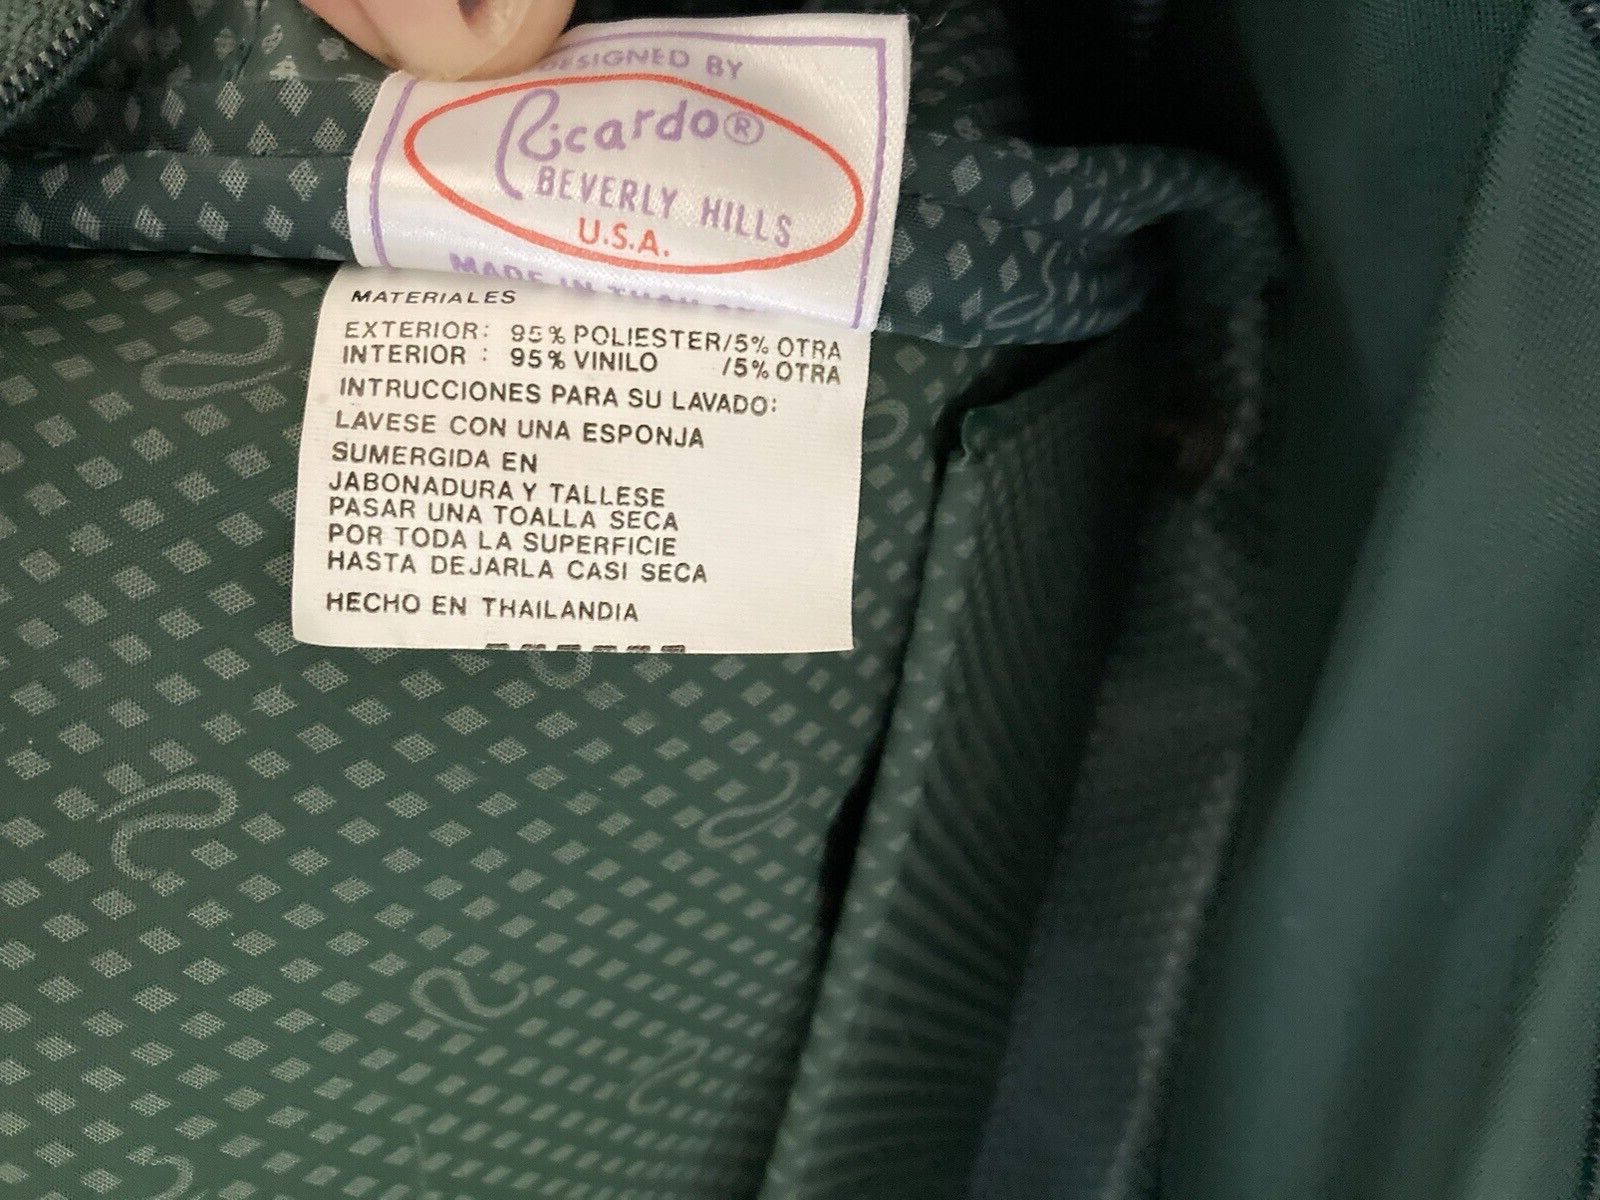 DESIGNED BY
Ricardo®
BEVERLY HILLS
U.S.A.
MADE IN
MATERIALES
EXTERIOR: 95% POLIESTER/5% OTRA
INTERIOR : 95% VINILO /5% OTRA
INTRUCCIONES PARA SU LAVADO:
LAVESE CON UNA ESPONJA
SUMERGIDA EN
JABONADURA Y TALLESE
PASAR UNA TOALLA SECA
POR TODA LA SUPERFICIE
HASTA DEJARLA CASI SECA
HECHO EN THAILANDIA